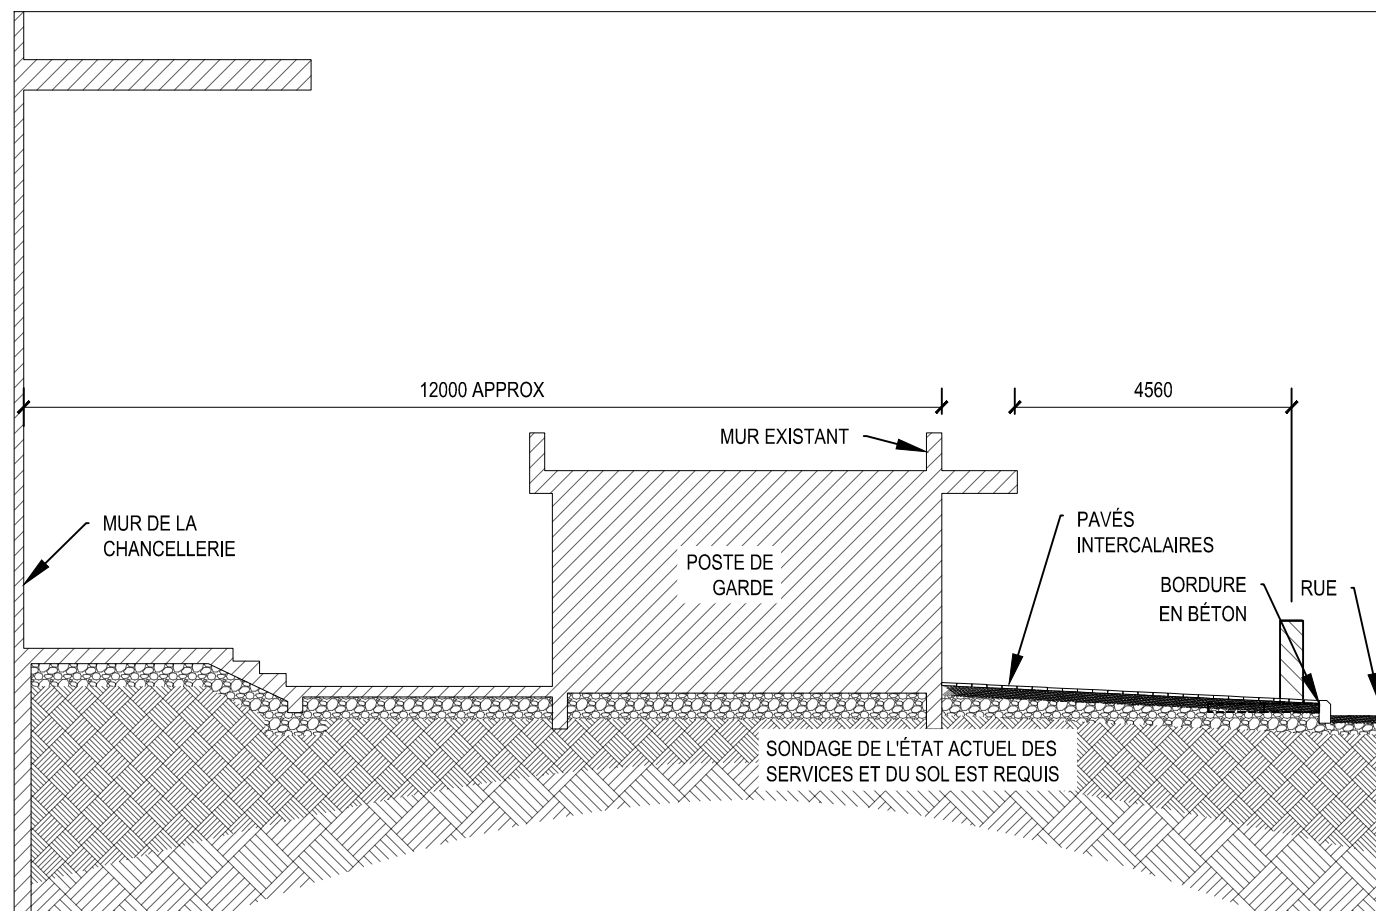 12000 APPROX
4560
MUR EXISTANT
MUR DE LA
CHANCELLERIE
POSTE DE
GARDE
PAVÉS
INTERCALAIRES
BORDURE
EN BÉTON
RUE
SONDAGE DE L'ÉTAT ACTUEL DES
SERVICES ET DU SOL EST REQUIS